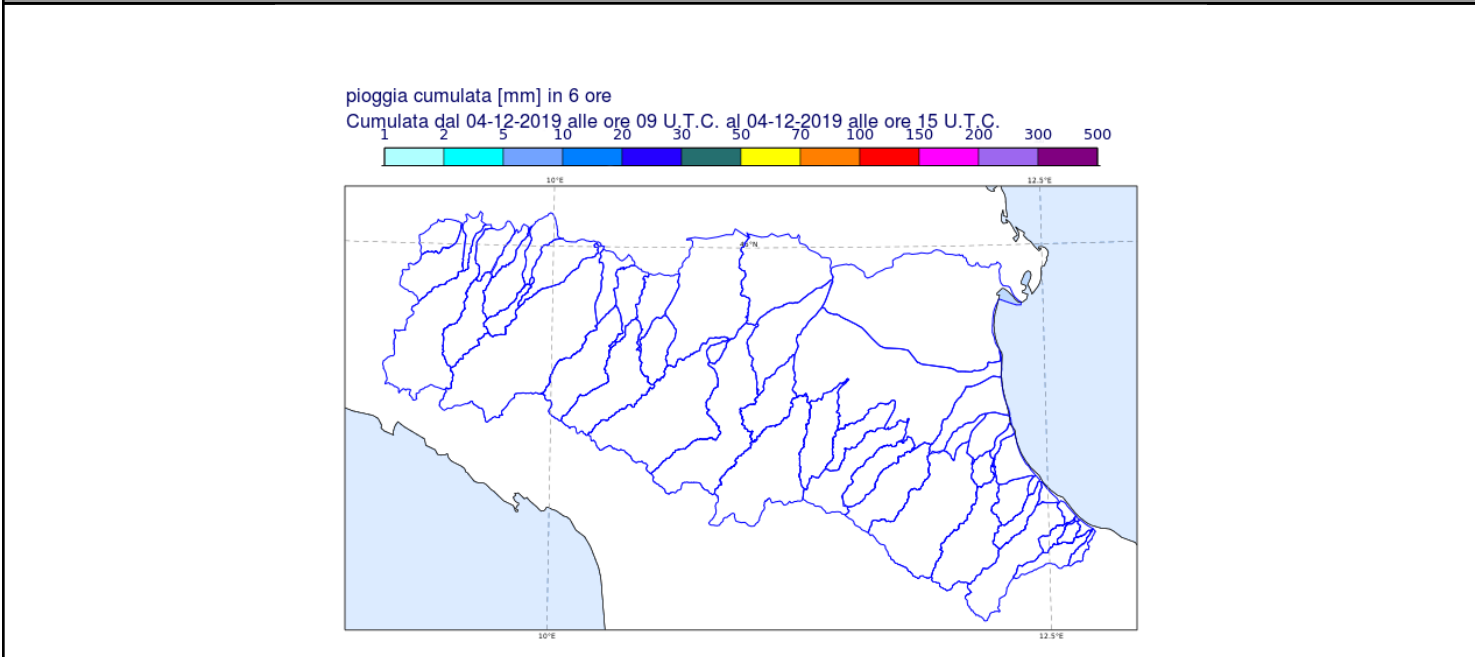 pioggia cumulata [mm] in 6 ore
Cumulata dal 04-12-2019 alle ore 09 U.T.C. al 04-12-2019 alle ore 15 U.T.C.
1 2 5 10 20 30 50 70 100 150 200 300 500
10°E 12.5°E
45°N
10°E 12.5°E